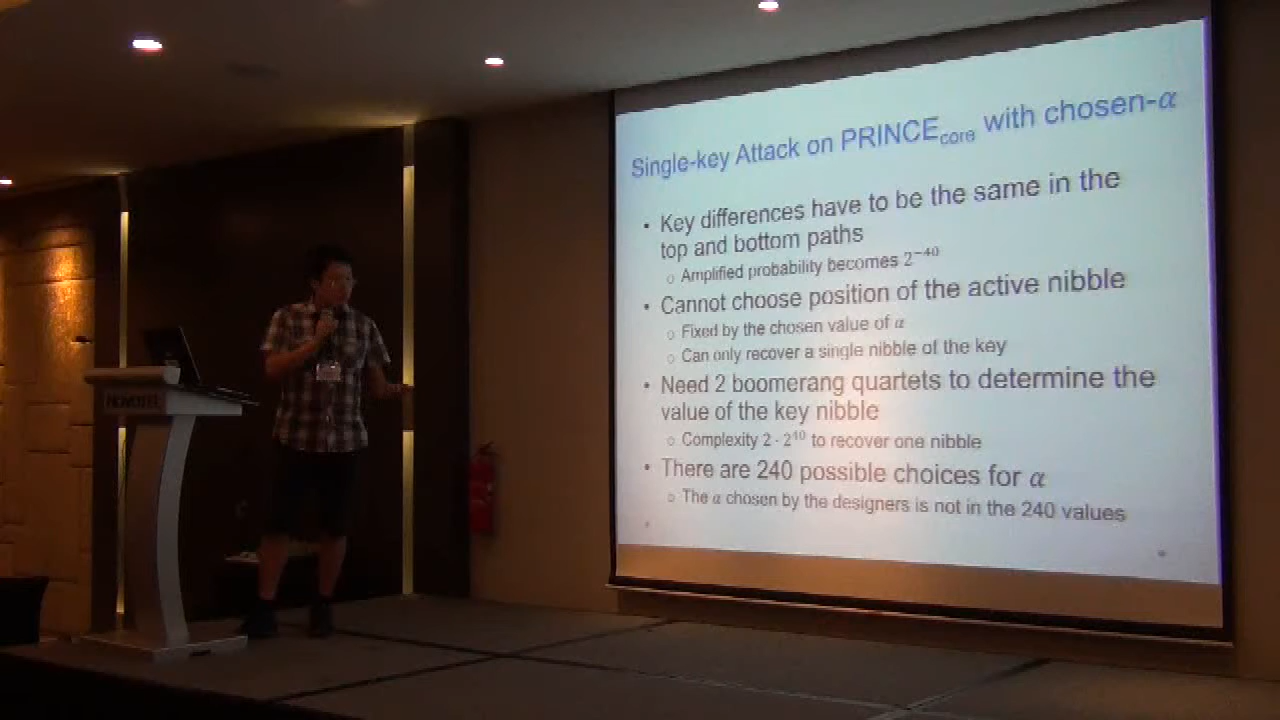 Single-key Attack on PRINCEcore with chosen-α
• Key differences have to be the same in the
top and bottom paths
○ Amplified probability becomes 2⁻⁴⁰
• Cannot choose position of the active nibble
○ Fixed by the chosen value of α
○ Can only recover a single nibble of the key
• Need 2 boomerang quartets to determine the
value of the key nibble
○ Complexity 2 · 2¹⁰ to recover one nibble
• There are 240 possible choices for α
○ The α chosen by the designers is not in the 240 values
NOVOTEL